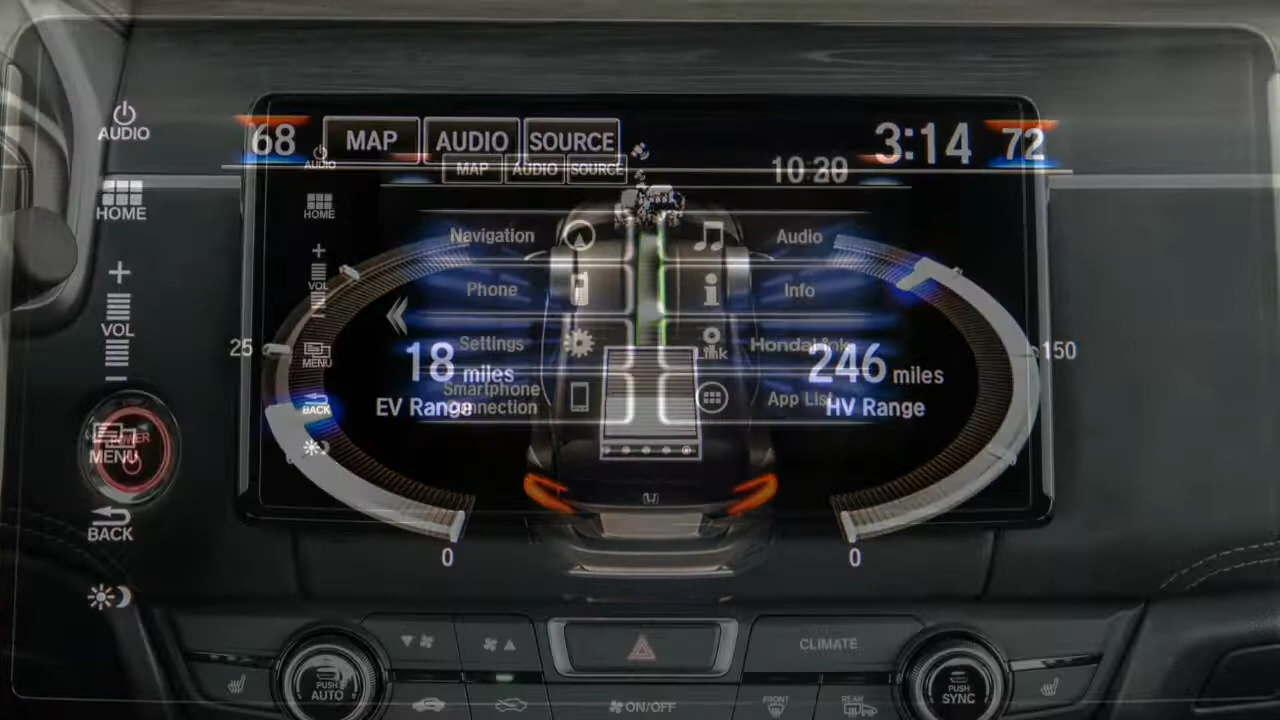 68 MAP AUDIO SOURCE 3:14 72
AUDIO
AUDIO
MAP AUDIO SOURCE
HOME
HOME
Navigation Audio
+
+
VOL
VOL
Phone Info
25 150
Settings HondaLink
MENU
18 miles 246 miles
Smartphone
Connection App List
BACK
EV Range HV Range
POWER
MENU
BACK
0 0
CLIMATE
PUSH
AUTO
PUSH
SYNC
ON/OFF
FRONT
REAR